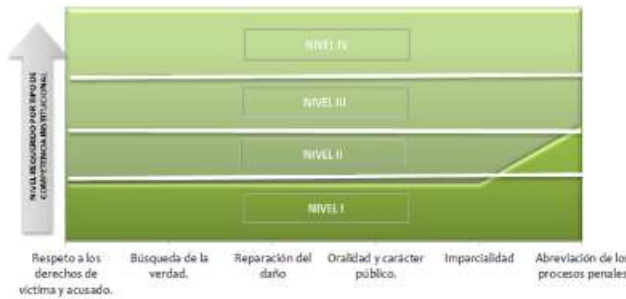 NIVEL REQUERIDO POR TIPO DE
COMPETENCIA INSTITUCIONAL
NIVEL IV
NIVEL III
NIVEL II
NIVEL I
Respeto a los
derechos de
víctima y acusado.
Búsqueda de la
verdad.
Reparación del
daño
Oralidad y carácter
público.
Imparcialidad
Abreviación de los
procesos penales